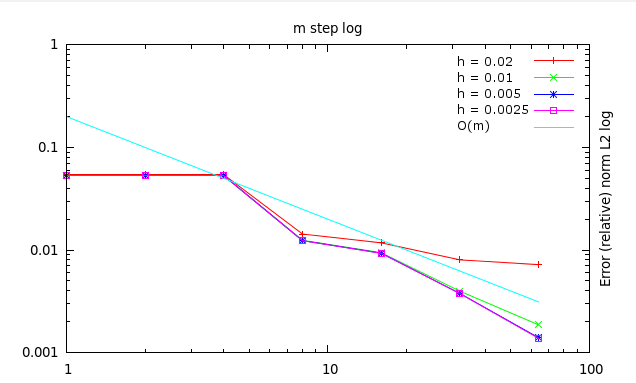 m step log
1
0.1
0.01
0.001
1
10
100
h = 0.02
h = 0.01
h = 0.005
h = 0.0025
O(m)
Error (relative) norm L2 log